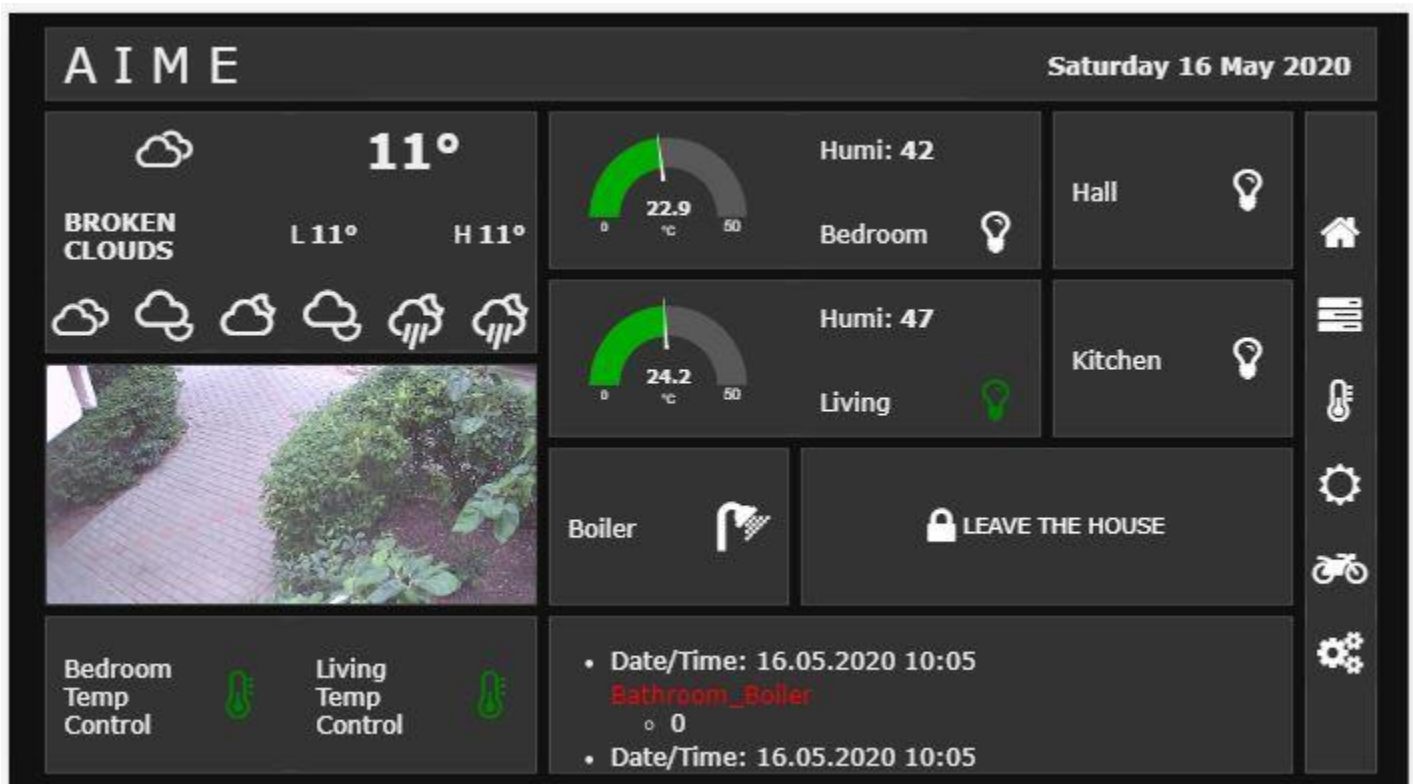 AIME
Saturday 16 May 2020
11°
BROKEN
CLOUDS
L 11°
H 11°
Humi: 42
22.9
0
°C
50
Bedroom
Hall
Humi: 47
24.2
0
°C
50
Living
Kitchen
Boiler
LEAVE THE HOUSE
Bedroom
Temp
Control
Living
Temp
Control
• Date/Time: 16.05.2020 10:05
Bathroom_Boiler
◦ 0
• Date/Time: 16.05.2020 10:05